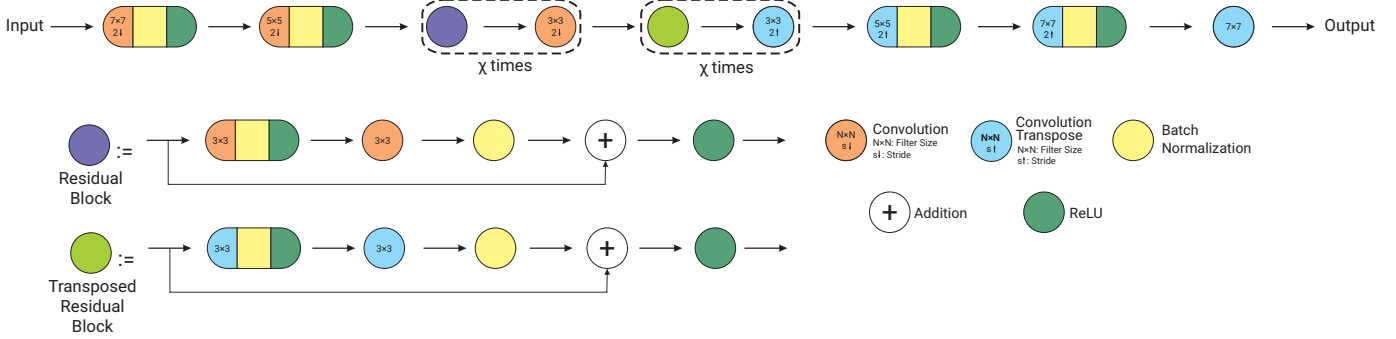 Input
7×7
2↓
5×5
2↓
3×3
2↓
χ times
3×3
2↑
χ times
5×5
2↑
7×7
2↑
7×7
Output
:=
Residual
Block
3×3
3×3
+
:=
Transposed
Residual
Block
3×3
3×3
+
N×N
s↓
Convolution
N×N: Filter Size
s↓: Stride
N×N
s↑
Convolution
Transpose
N×N: Filter Size
s↑: Stride
Batch
Normalization
+
Addition
ReLU